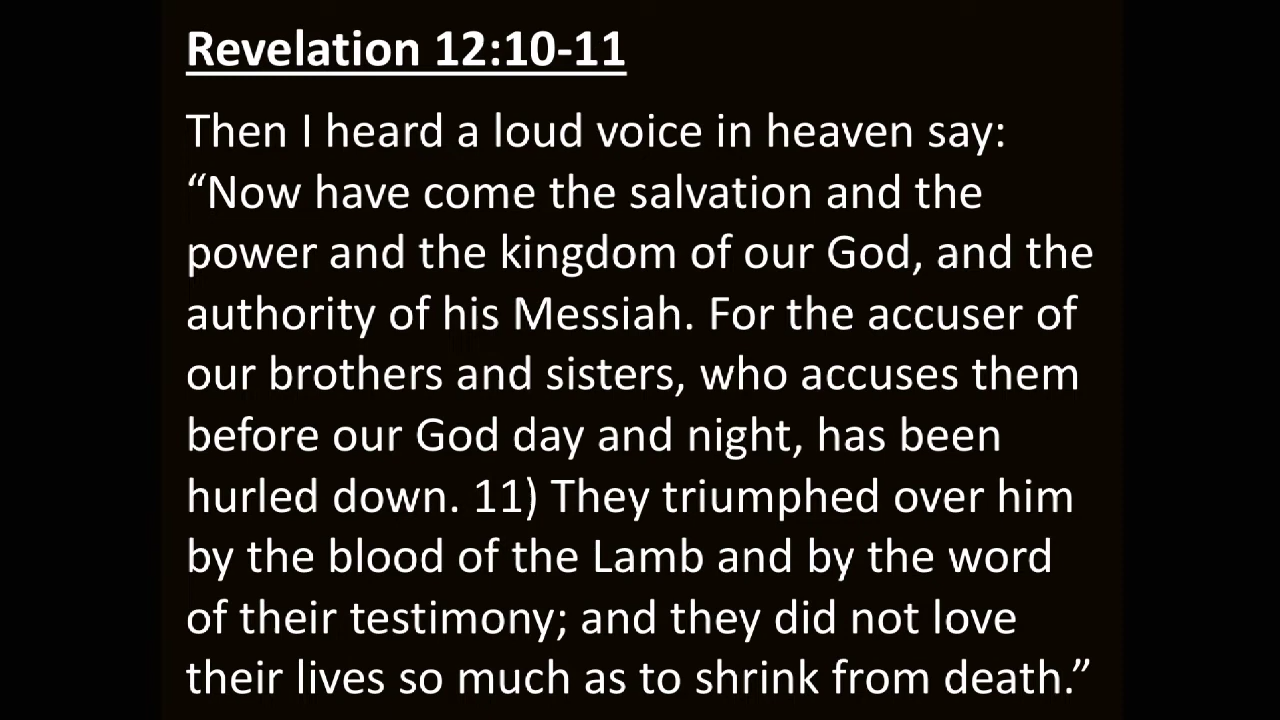 Revelation 12:10-11
Then I heard a loud voice in heaven say:
“Now have come the salvation and the
power and the kingdom of our God, and the
authority of his Messiah. For the accuser of
our brothers and sisters, who accuses them
before our God day and night, has been
hurled down. 11) They triumphed over him
by the blood of the Lamb and by the word
of their testimony; and they did not love
their lives so much as to shrink from death.”